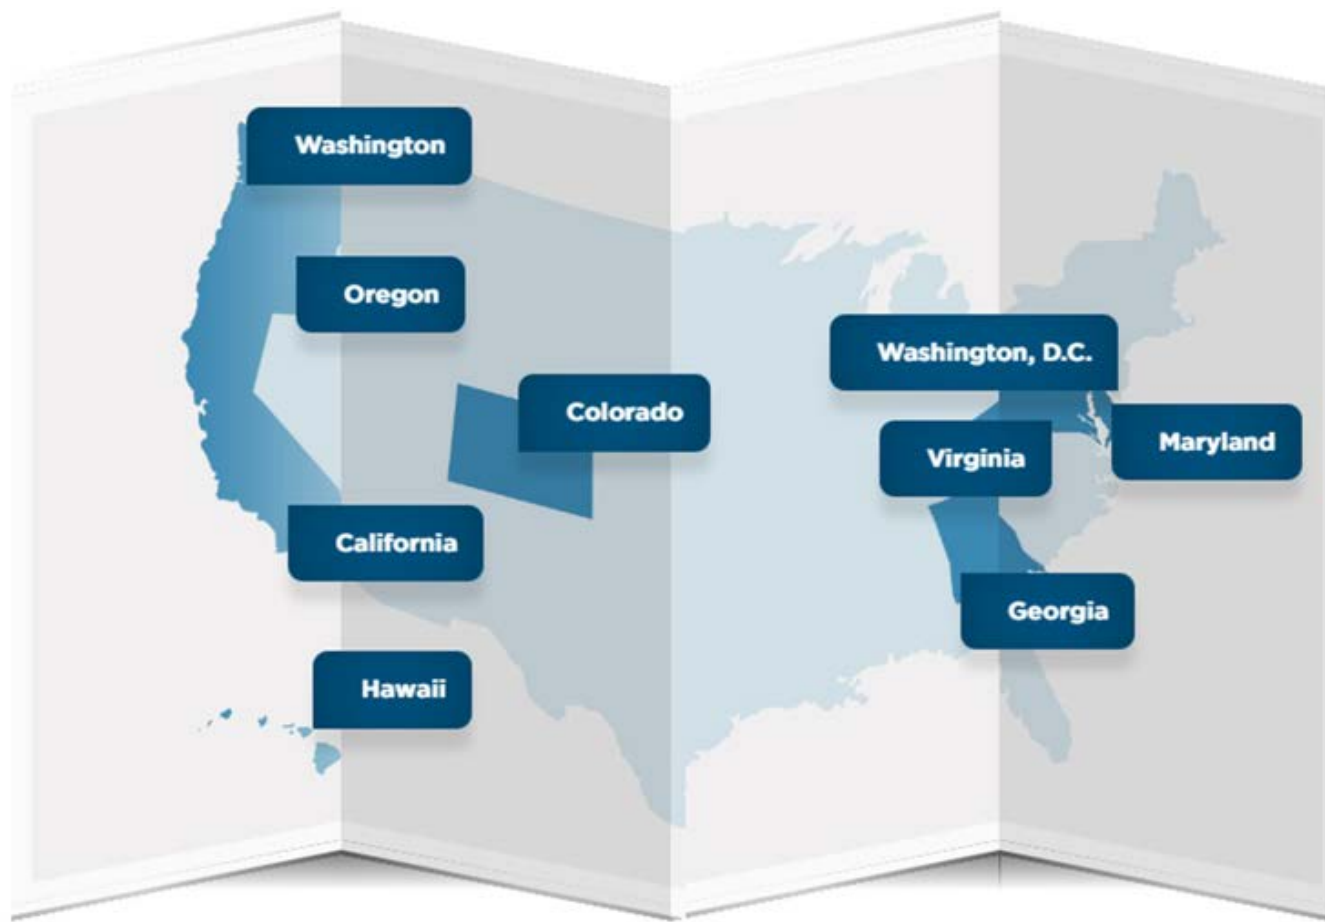 Washington
Oregon
Colorado
Washington, D.C.
Virginia
Maryland
California
Georgia
Hawaii